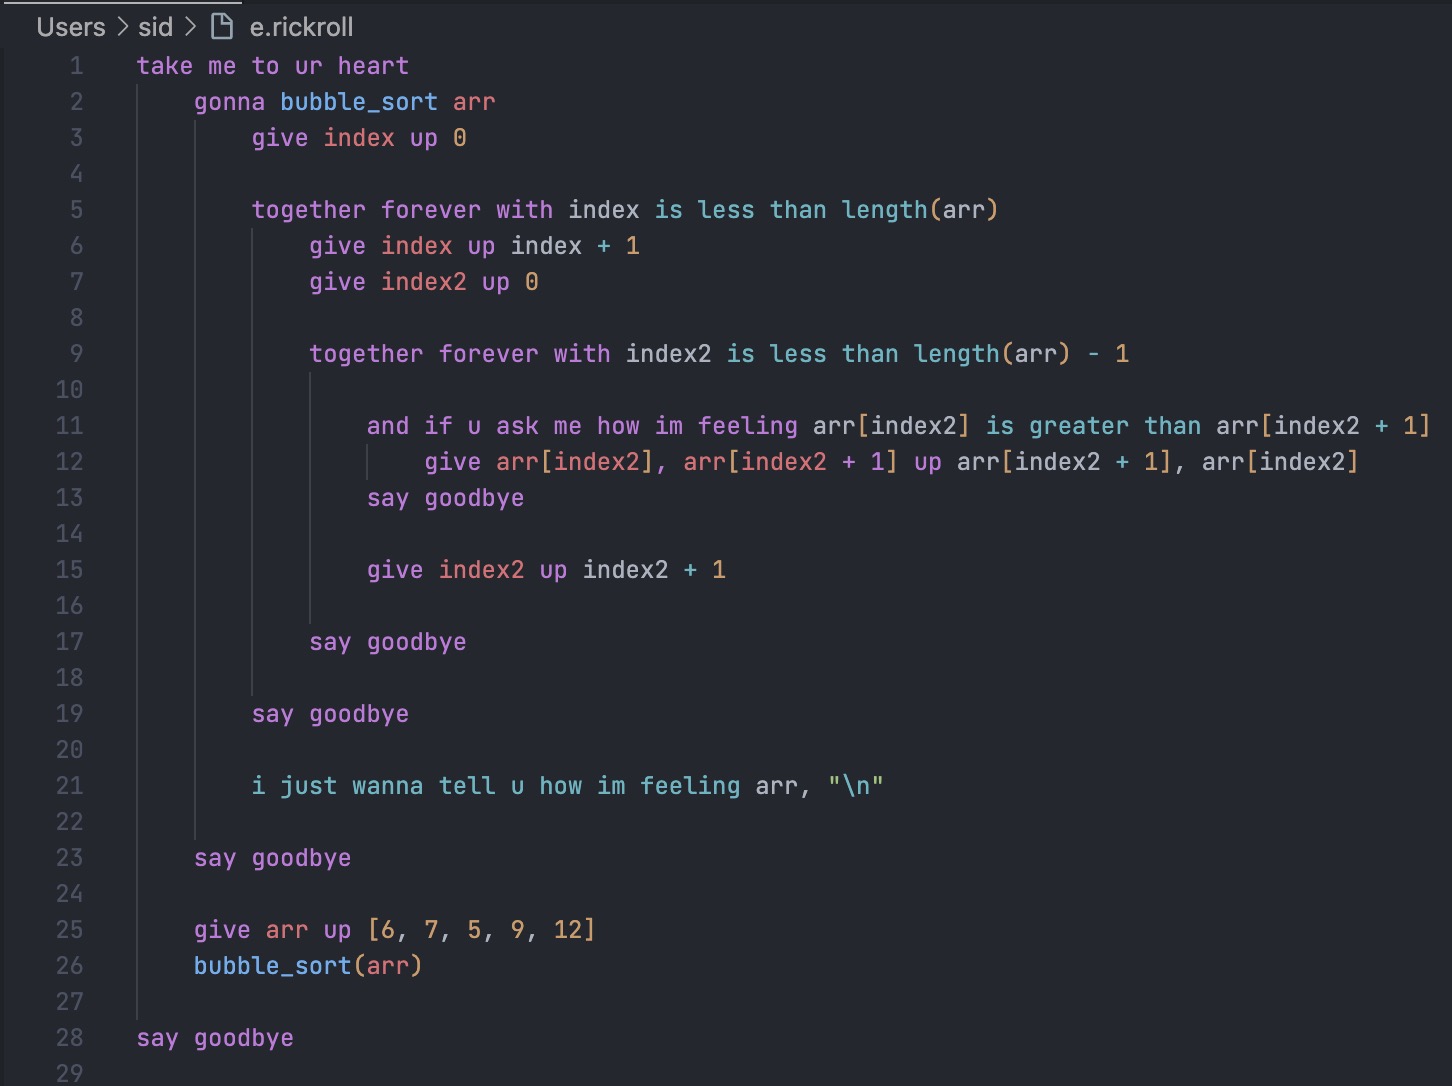 Users > sid > e.rickroll
1 take me to ur heart
2 gonna bubble_sort arr
3 give index up 0
4
5 together forever with index is less than length(arr)
6 give index up index + 1
7 give index2 up 0
8
9 together forever with index2 is less than length(arr) - 1
10
11 and if u ask me how im feeling arr[index2] is greater than arr[index2 + 1]
12 give arr[index2], arr[index2 + 1] up arr[index2 + 1], arr[index2]
13 say goodbye
14
15 give index2 up index2 + 1
16
17 say goodbye
18
19 say goodbye
20
21 i just wanna tell u how im feeling arr, "\n"
22
23 say goodbye
24
25 give arr up [6, 7, 5, 9, 12]
26 bubble_sort(arr)
27
28 say goodbye
29